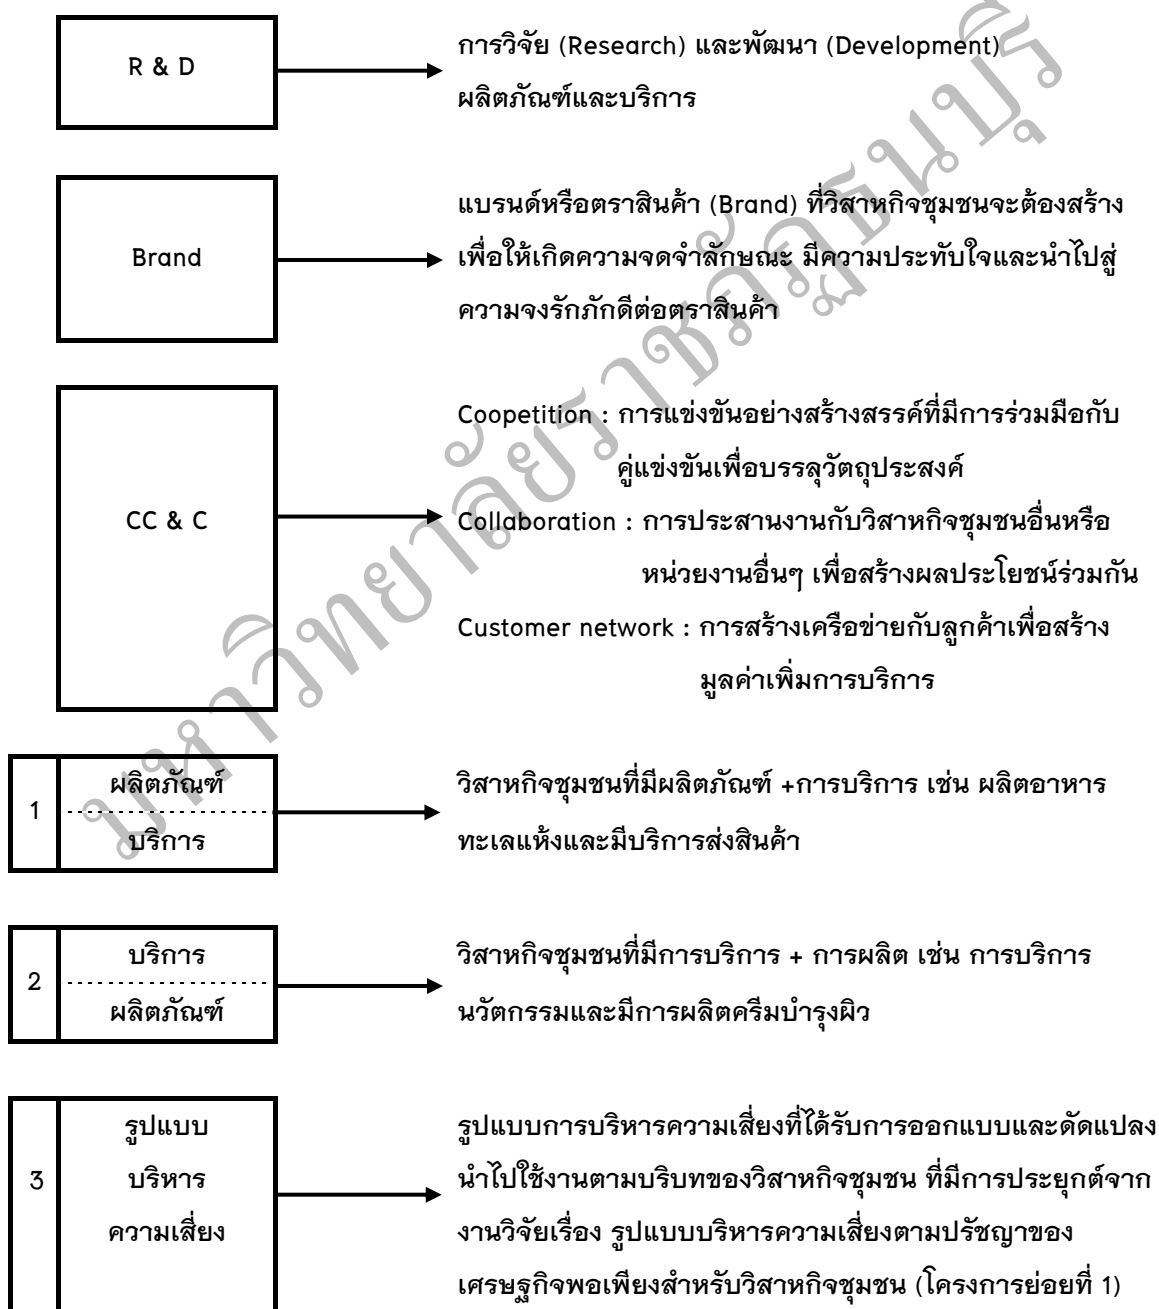 R & D
การวิจัย (Research) และพัฒนา (Development)
ผลิตภัณฑ์และบริการ
Brand
แบรนด์หรือตราสินค้า (Brand) ที่วิสาหกิจชุมชนจะต้องสร้าง
เพื่อให้เกิดความจดจำลักษณะ มีความประทับใจและนำไปสู่
ความจงรักภักดีต่อตราสินค้า
CC & C
Coopetition : การแข่งขันอย่างสร้างสรรค์ที่มีการร่วมมือกับ
คู่แข่งขันเพื่อบรรลุวัตถุประสงค์
Collaboration : การประสานงานกับวิสาหกิจชุมชนอื่นหรือ
หน่วยงานอื่นๆ เพื่อสร้างผลประโยชน์ร่วมกัน
Customer network : การสร้างเครือข่ายกับลูกค้าเพื่อสร้าง
มูลค่าเพิ่มการบริการ
1
ผลิตภัณฑ์
บริการ
วิสาหกิจชุมชนที่มีผลิตภัณฑ์ +การบริการ เช่น ผลิตอาหาร
ทะเลแห้งและมีบริการส่งสินค้า
2
บริการ
ผลิตภัณฑ์
วิสาหกิจชุมชนที่มีการบริการ + การผลิต เช่น การบริการ
นวัตกรรมและมีการผลิตครีมบำรุงผิว
3
รูปแบบ
บริหาร
ความเสี่ยง
รูปแบบการบริหารความเสี่ยงที่ได้รับการออกแบบและดัดแปลง
นำไปใช้งานตามบริบทของวิสาหกิจชุมชน ที่มีการประยุกต์จาก
งานวิจัยเรื่อง รูปแบบบริหารความเสี่ยงตามปรัชญาของ
เศรษฐกิจพอเพียงสำหรับวิสาหกิจชุมชน (โครงการย่อยที่ 1)
มหาวิทยาลัยราชภัฏธนบุรี